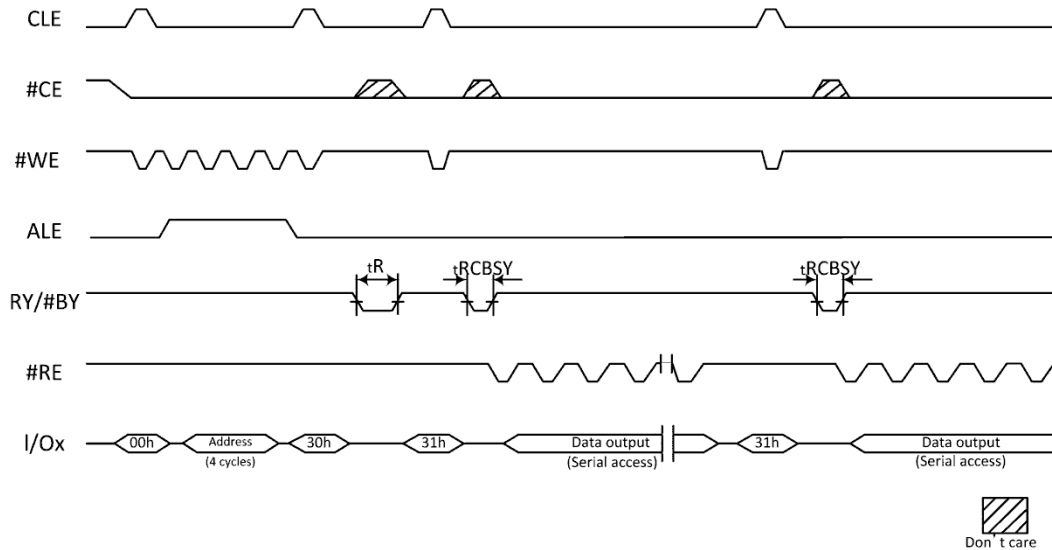 CLE
#CE
#WE
ALE
tR
tRCBSY
tRCBSY
RY/#BY
#RE
I/Ox
00h
Address
(4 cycles)
30h
31h
Data output
(Serial access)
31h
Data output
(Serial access)
Don't care